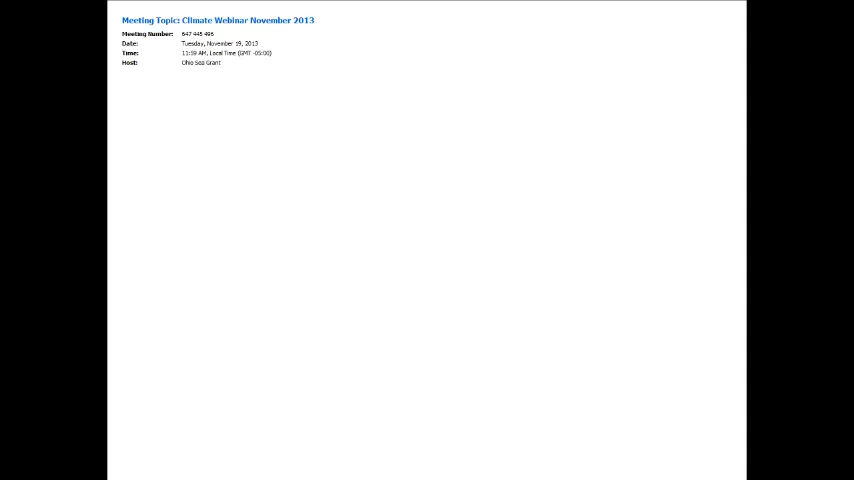 Meeting Topic: Climate Webinar November 2013
Meeting Number: 647 445 496
Date: Tuesday, November 19, 2013
Time: 11:59 AM, Local Time (GMT -05:00)
Host: Ohio Sea Grant